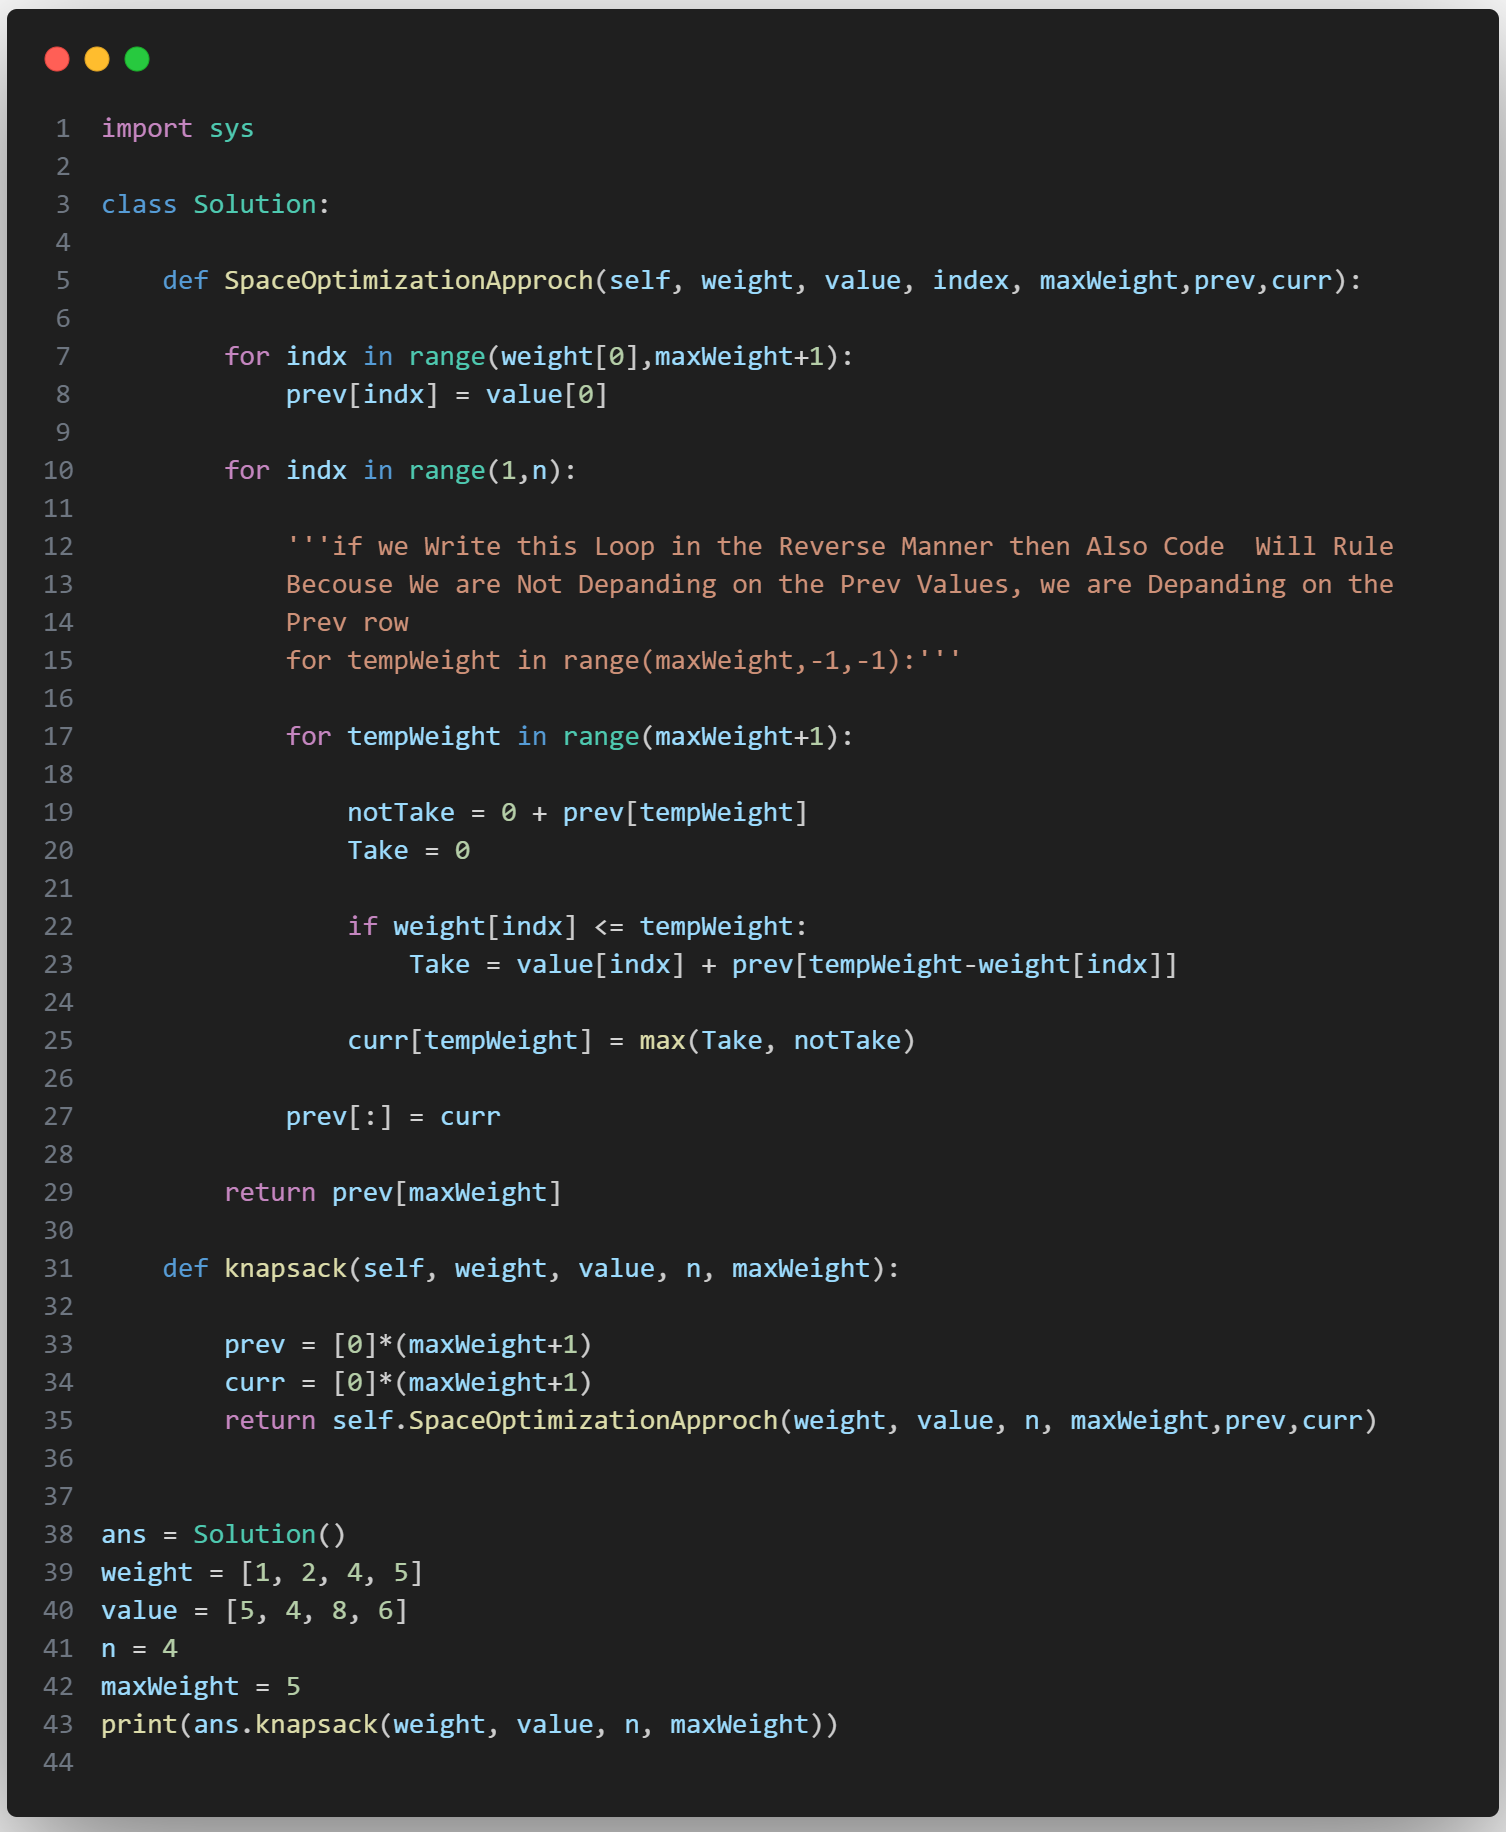 1 import sys
2
3 class Solution:
4
5     def SpaceOptimizationApproch(self, weight, value, index, maxWeight,prev,curr):
6
7         for indx in range(weight[0],maxWeight+1):
8             prev[indx] = value[0]
9
10         for indx in range(1,n):
11
12             '''if we Write this Loop in the Reverse Manner then Also Code  Will Rule
13             Becouse We are Not Depanding on the Prev Values, we are Depanding on the
14             Prev row
15             for tempWeight in range(maxWeight,-1,-1):'''
16
17             for tempWeight in range(maxWeight+1):
18
19                 notTake = 0 + prev[tempWeight]
20                 Take = 0
21
22                 if weight[indx] <= tempWeight:
23                     Take = value[indx] + prev[tempWeight-weight[indx]]
24
25                 curr[tempWeight] = max(Take, notTake)
26
27             prev[:] = curr
28
29         return prev[maxWeight]
30
31     def knapsack(self, weight, value, n, maxWeight):
32
33         prev = [0]*(maxWeight+1)
34         curr = [0]*(maxWeight+1)
35         return self.SpaceOptimizationApproch(weight, value, n, maxWeight,prev,curr)
36
37
38 ans = Solution()
39 weight = [1, 2, 4, 5]
40 value = [5, 4, 8, 6]
41 n = 4
42 maxWeight = 5
43 print(ans.knapsack(weight, value, n, maxWeight))
44